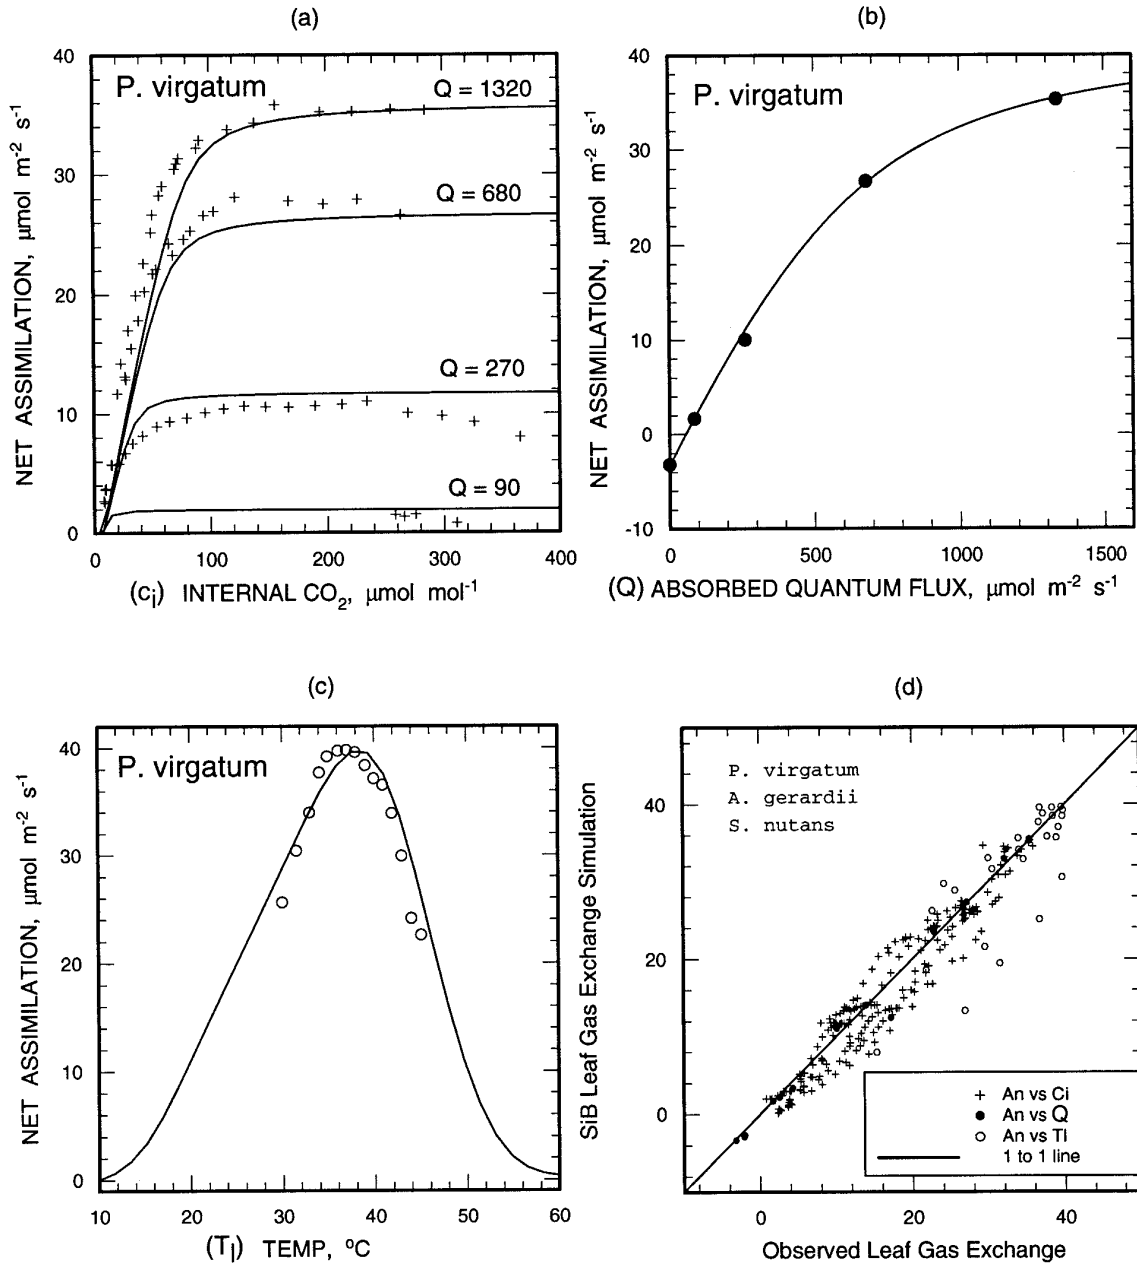 (a)
P. virgatum
Q = 1320
Q = 680
Q = 270
Q = 90
NET ASSIMILATION, μmol m⁻² s⁻¹
40
30
20
10
0
0 100 200 300 400
(cᵢ) INTERNAL CO₂, μmol mol⁻¹
(b)
P. virgatum
NET ASSIMILATION, μmol m⁻² s⁻¹
40
30
20
10
0
-10
0 500 1000 1500
(Q) ABSORBED QUANTUM FLUX, μmol m⁻² s⁻¹
(c)
P. virgatum
NET ASSIMILATION, μmol m⁻² s⁻¹
40
30
20
10
0
10 20 30 40 50 60
(Tₗ) TEMP, ºC
(d)
P. virgatum
A. gerardii
S. nutans
SiB Leaf Gas Exchange Simulation
40
20
0
An vs Ci
An vs Q
An vs Tl
1 to 1 line
0 20 40
Observed Leaf Gas Exchange